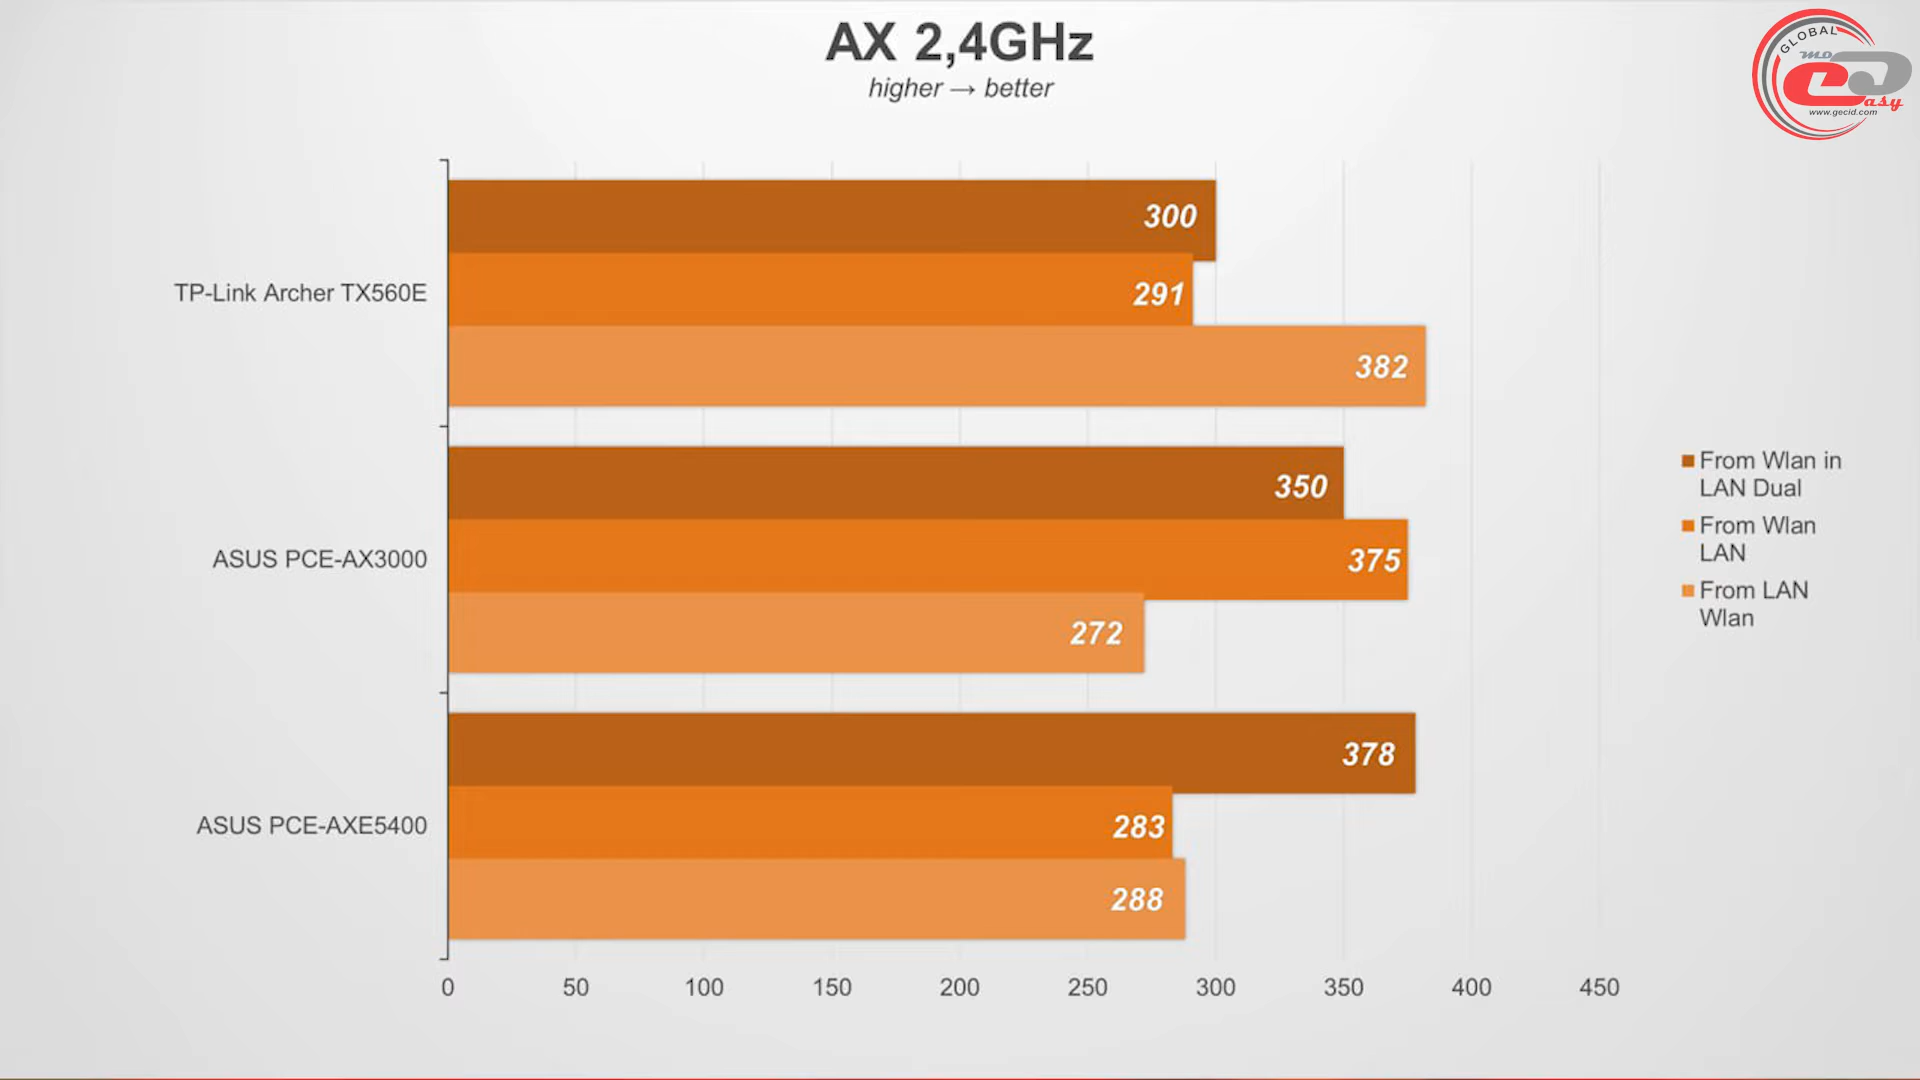 AX 2,4GHz
higher → better
GLOBAL
mo
easy
www.gecid.com
300
TP-Link Archer TX560E
291
382
350
ASUS PCE-AX3000
375
272
378
ASUS PCE-AXE5400
283
288
From Wlan in
LAN Dual
From Wlan
LAN
From LAN
Wlan
0 50 100 150 200 250 300 350 400 450